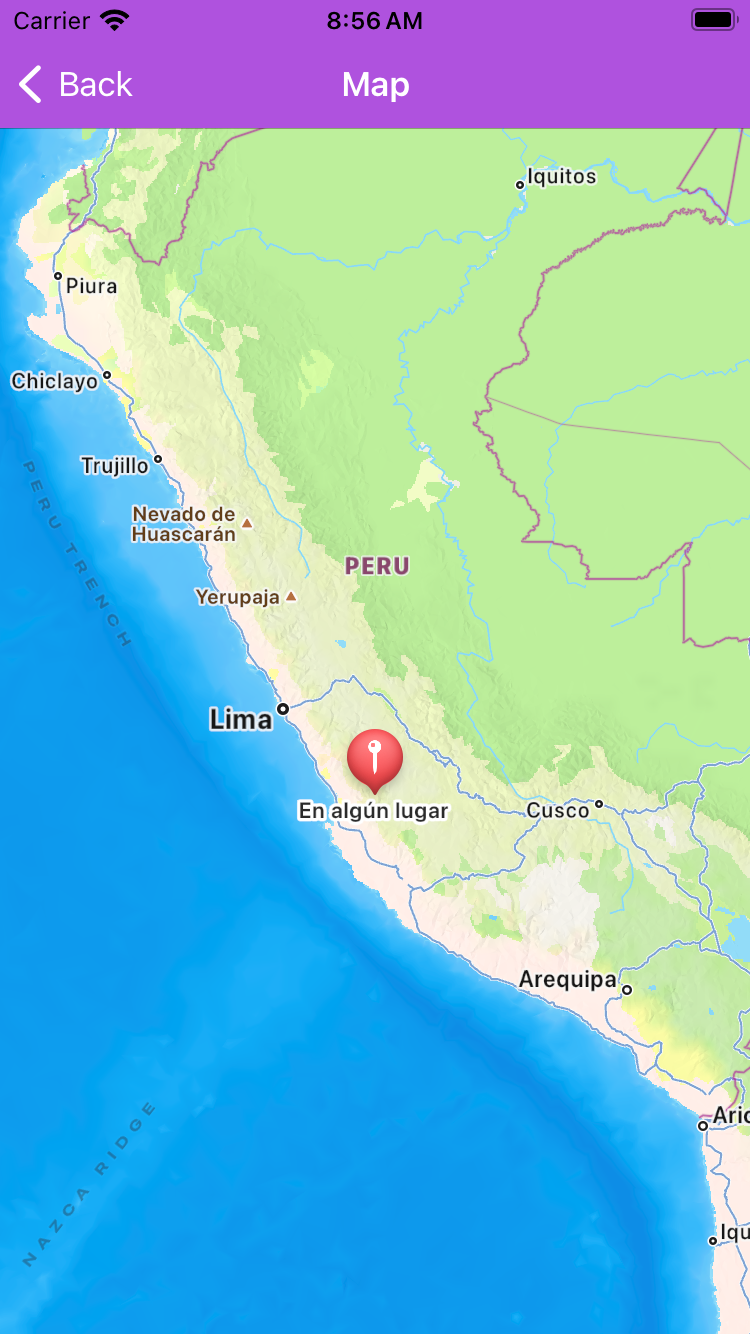 Carrier 8:56 AM
Back Map
Iquitos
Piura
Chiclayo
Trujillo
PERU TRENCH
Nevado de
Huascarán
PERU
Yerupaja
Lima
En algún lugar
Cusco
Arequipa
Aric
NAZCA RIDGE
Iqu